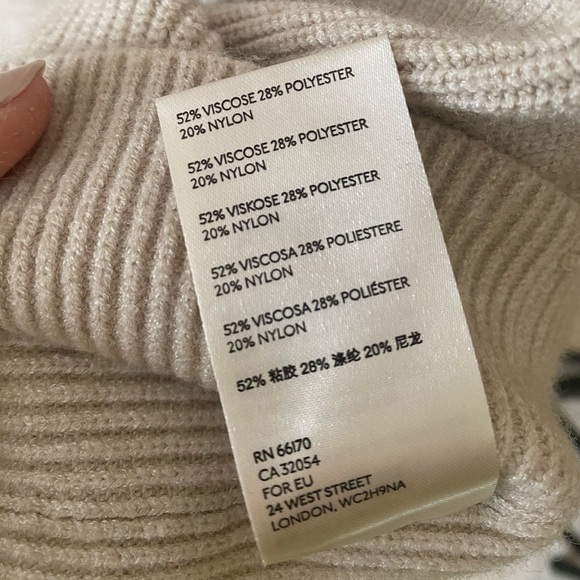 52% VISCOSE 28% POLYESTER
20% NYLON
52% VISCOSE 28% POLYESTER
20% NYLON
52% VISKOSE 28% POLYESTER
20% NYLON
52% VISCOSA 28% POLIESTERE
20% NYLON
52% VISCOSA 28% POLIÉSTER
20% NYLON
52% 粘胶 28% 涤纶 20% 尼龙
RN 66170
CA 32054
FOR EU
24 WEST STREET
LONDON, WC2H9NA